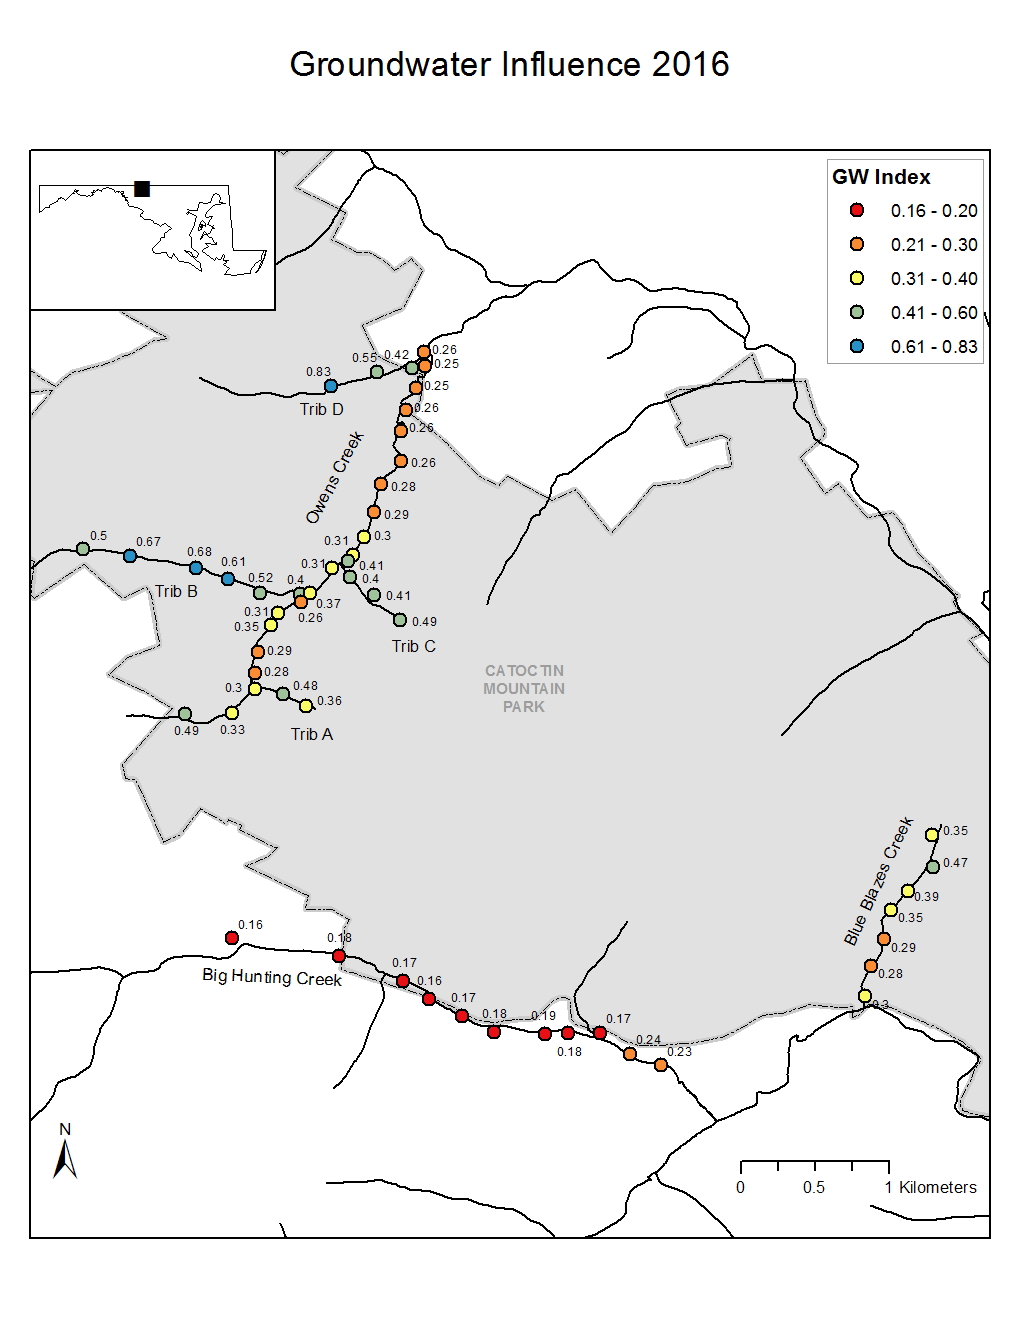 Groundwater Influence 2016
GW Index
0.16 - 0.20
0.21 - 0.30
0.31 - 0.40
0.41 - 0.60
0.61 - 0.83
0.26
0.55
0.42
0.25
0.83
0.25
Trib D
0.26
0.26
Owens Creek
0.26
0.28
0.29
0.3
0.5
0.67
0.31
0.68
0.61
0.31
0.41
0.52
0.4
0.4
Trib B
0.37
0.41
0.31
0.26
0.49
0.35
Trib C
0.29
0.28
CATOCTIN
MOUNTAIN
PARK
0.3
0.48
0.36
0.49
0.33
Trib A
0.35
Blue Blazes Creek
0.47
0.39
0.35
0.29
0.28
0.3
0.16
0.18
0.17
Big Hunting Creek
0.16
0.17
0.18
0.19
0.17
0.18
0.24
0.23
N
0
0.5
1 Kilometers